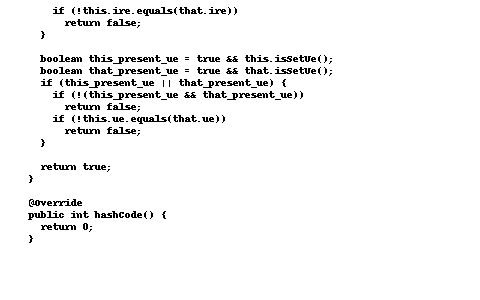 if (!this.ire.equals(that.ire))
return false;
}
boolean this_present_ue = true && this.isSetUe();
boolean that_present_ue = true && that.isSetUe();
if (this_present_ue || that_present_ue) {
if (!(this_present_ue && that_present_ue))
return false;
if (!this.ue.equals(that.ue))
return false;
}
return true;
}
@Override
public int hashCode() {
return 0;
}